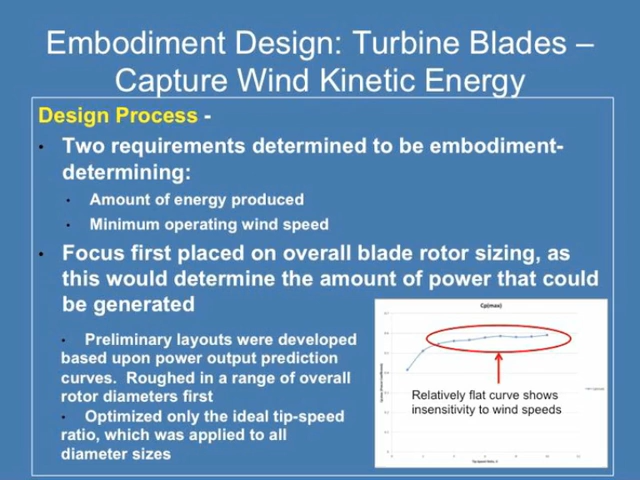 Embodiment Design: Turbine Blades –
Capture Wind Kinetic Energy
Design Process -
• Two requirements determined to be embodiment-
determining:
• Amount of energy produced
• Minimum operating wind speed
• Focus first placed on overall blade rotor sizing, as
this would determine the amount of power that could
be generated
• Preliminary layouts were developed
based upon power output prediction
curves. Roughed in a range of overall
rotor diameters first
• Optimized only the ideal tip-speed
ratio, which was applied to all
diameter sizes
Cp(max)
Relatively flat curve shows
insensitivity to wind speeds